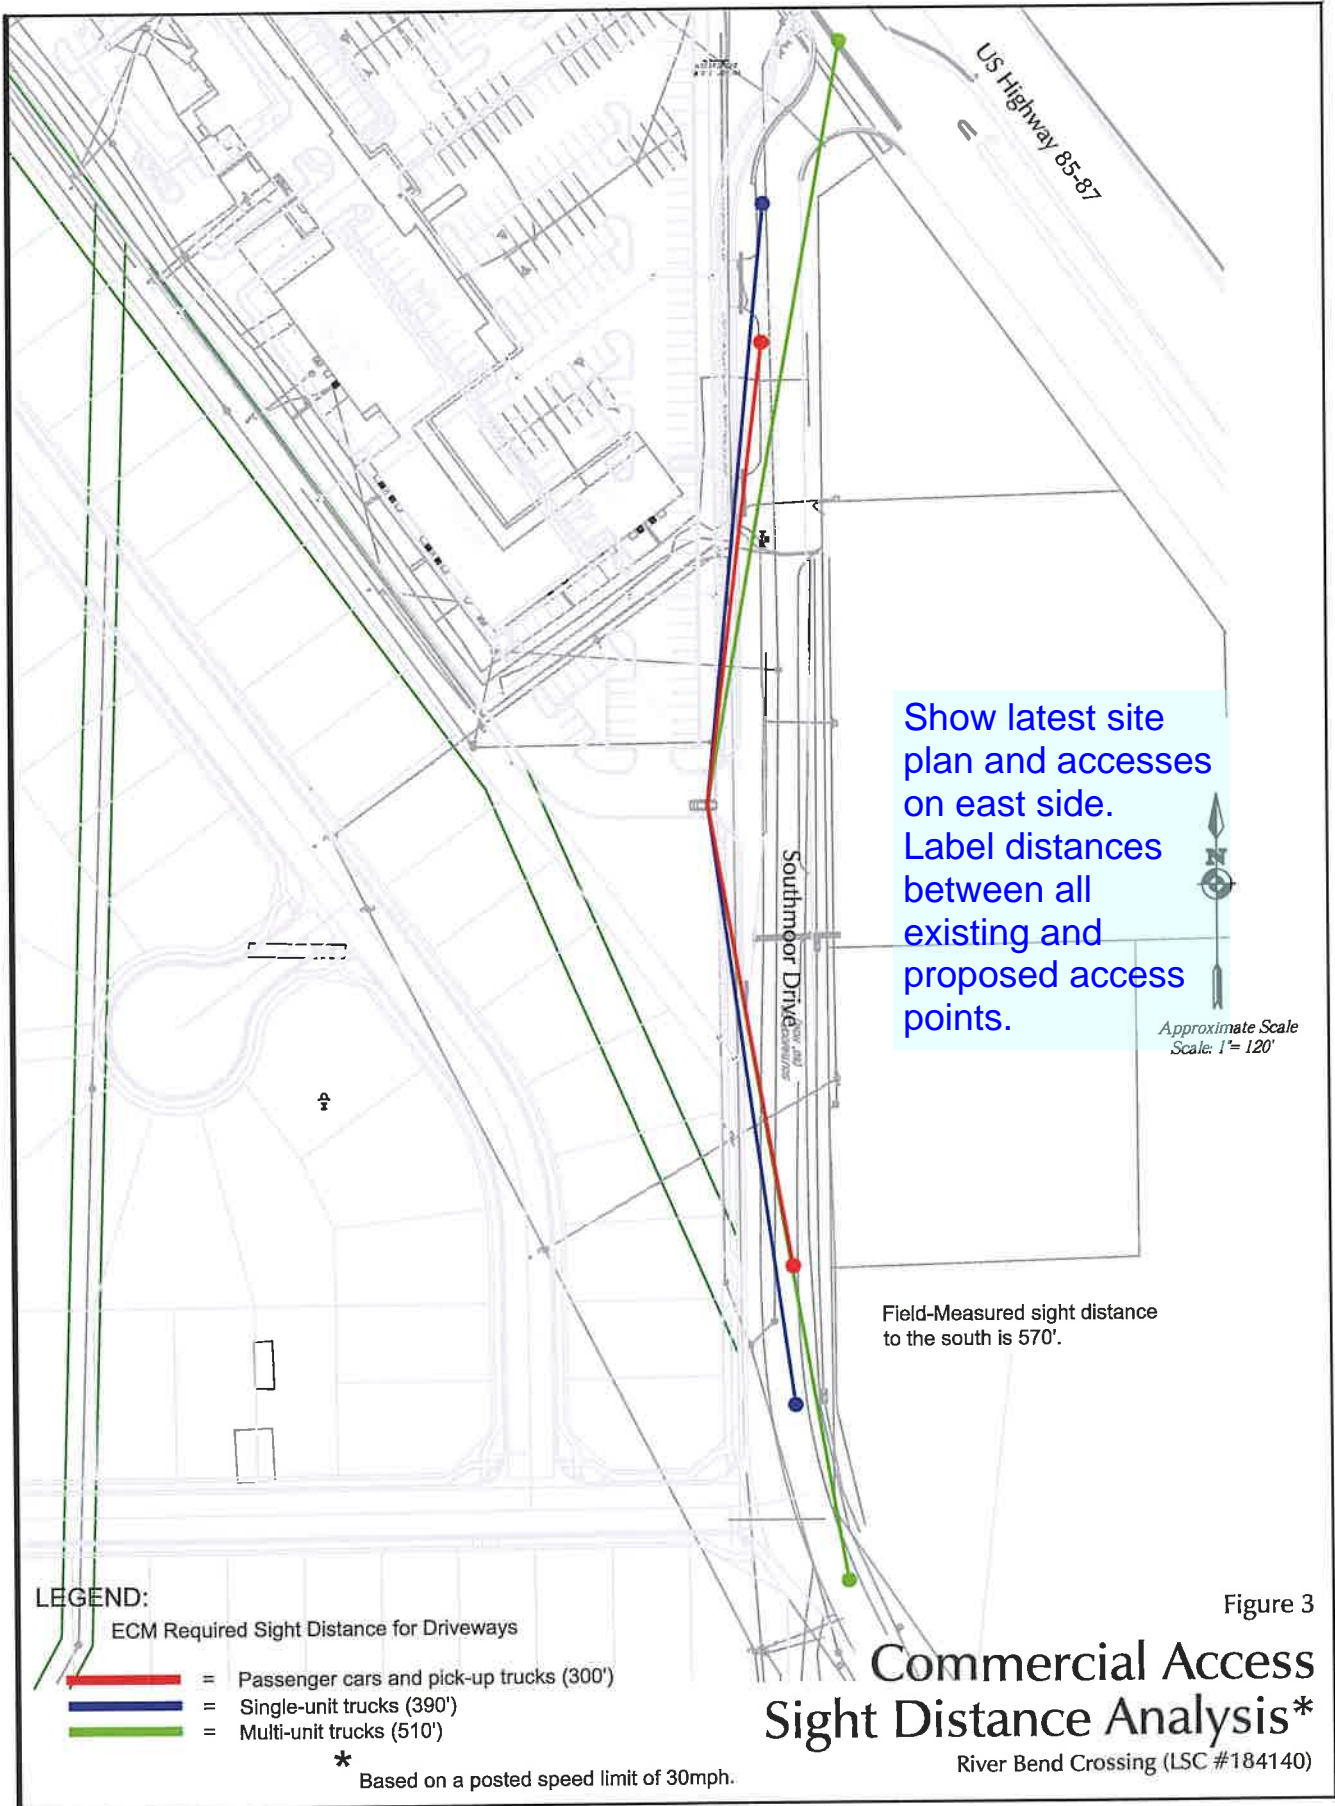 US Highway 85-87
Show latest site
plan and accesses
on east side.
Label distances
between all
existing and
proposed access
points.
N
Approximate Scale
Scale: 1"= 120'
Southmoor Drive
Field-Measured sight distance
to the south is 570'.
LEGEND:
ECM Required Sight Distance for Driveways
= Passenger cars and pick-up trucks (300')
= Single-unit trucks (390')
= Multi-unit trucks (510')
* Based on a posted speed limit of 30mph.
Figure 3
Commercial Access
Sight Distance Analysis*
River Bend Crossing (LSC #184140)